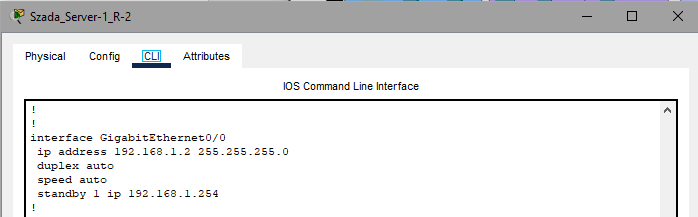 Szada_Server-1_R-2
Physical Config CLI Attributes
IOS Command Line Interface
!
!
interface GigabitEthernet0/0
ip address 192.168.1.2 255.255.255.0
duplex auto
speed auto
standby 1 ip 192.168.1.254
!